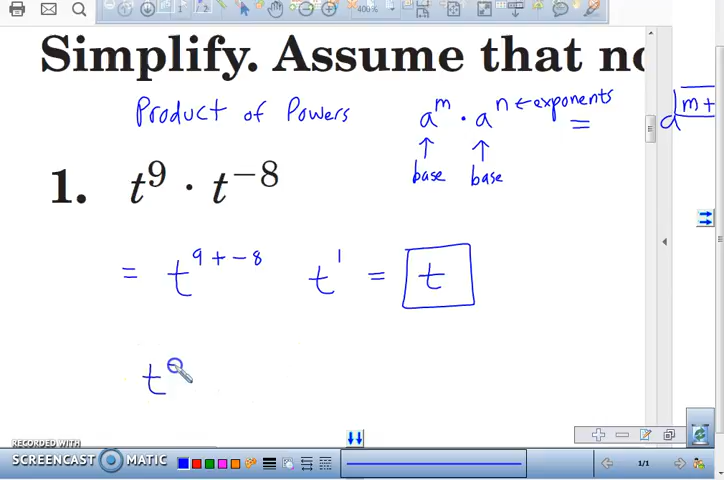 400%
Simplify. Assume that no
Product of Powers a^m · a^n ← exponents = a^m+
↑ ↑
base base
1. t^9 · t^-8
= t^9 + -8 t^1 = t
t
RECORDED WITH
SCREENCAST MATIC
1/1